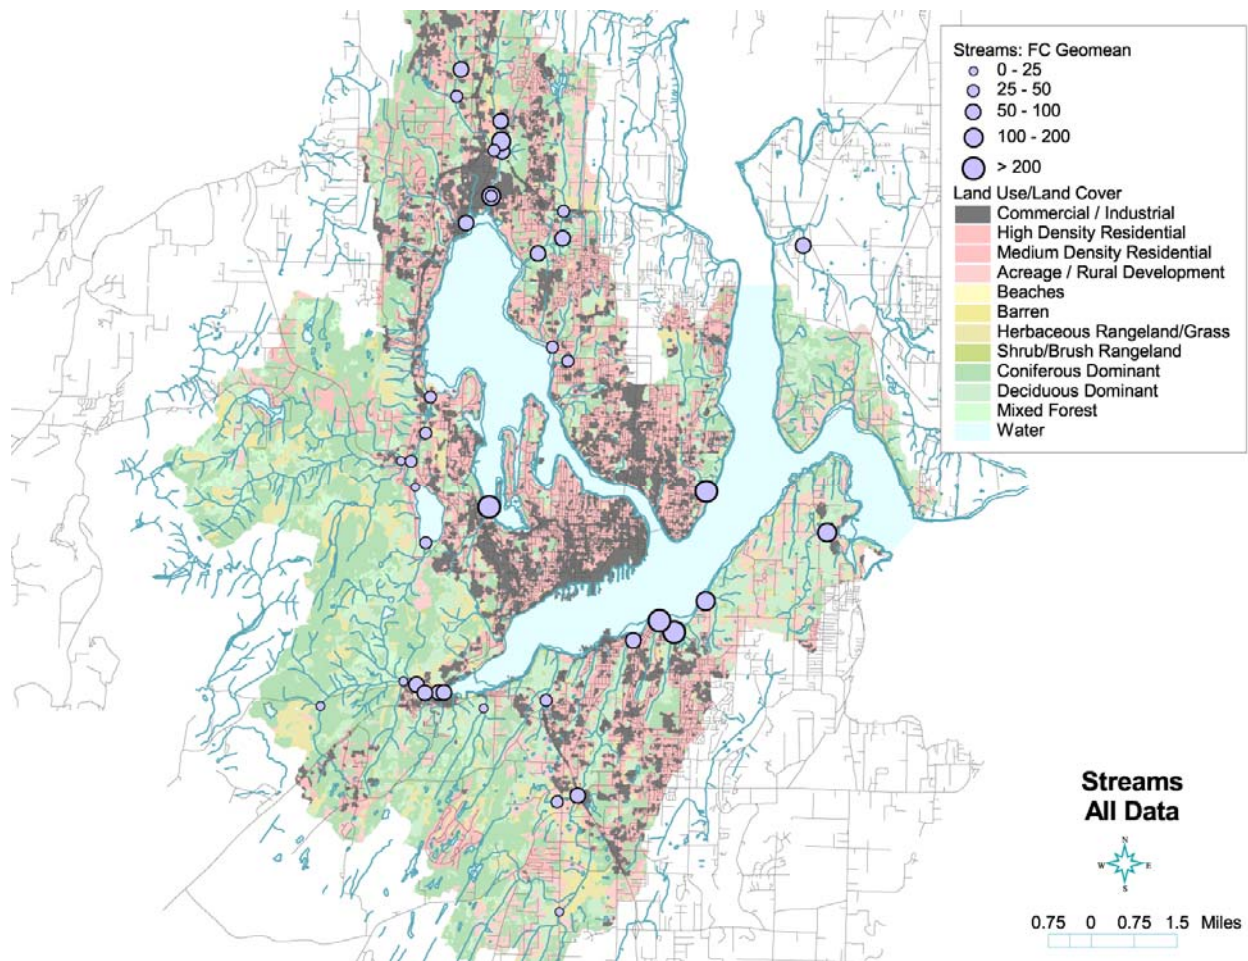 Streams: FC Geomean
0 - 25
25 - 50
50 - 100
100 - 200
> 200
Land Use/Land Cover
Commercial / Industrial
High Density Residential
Medium Density Residential
Acreage / Rural Development
Beaches
Barren
Herbaceous Rangeland/Grass
Shrub/Brush Rangeland
Coniferous Dominant
Deciduous Dominant
Mixed Forest
Water
Streams
All Data
N
W E
S
0.75 0 0.75 1.5 Miles